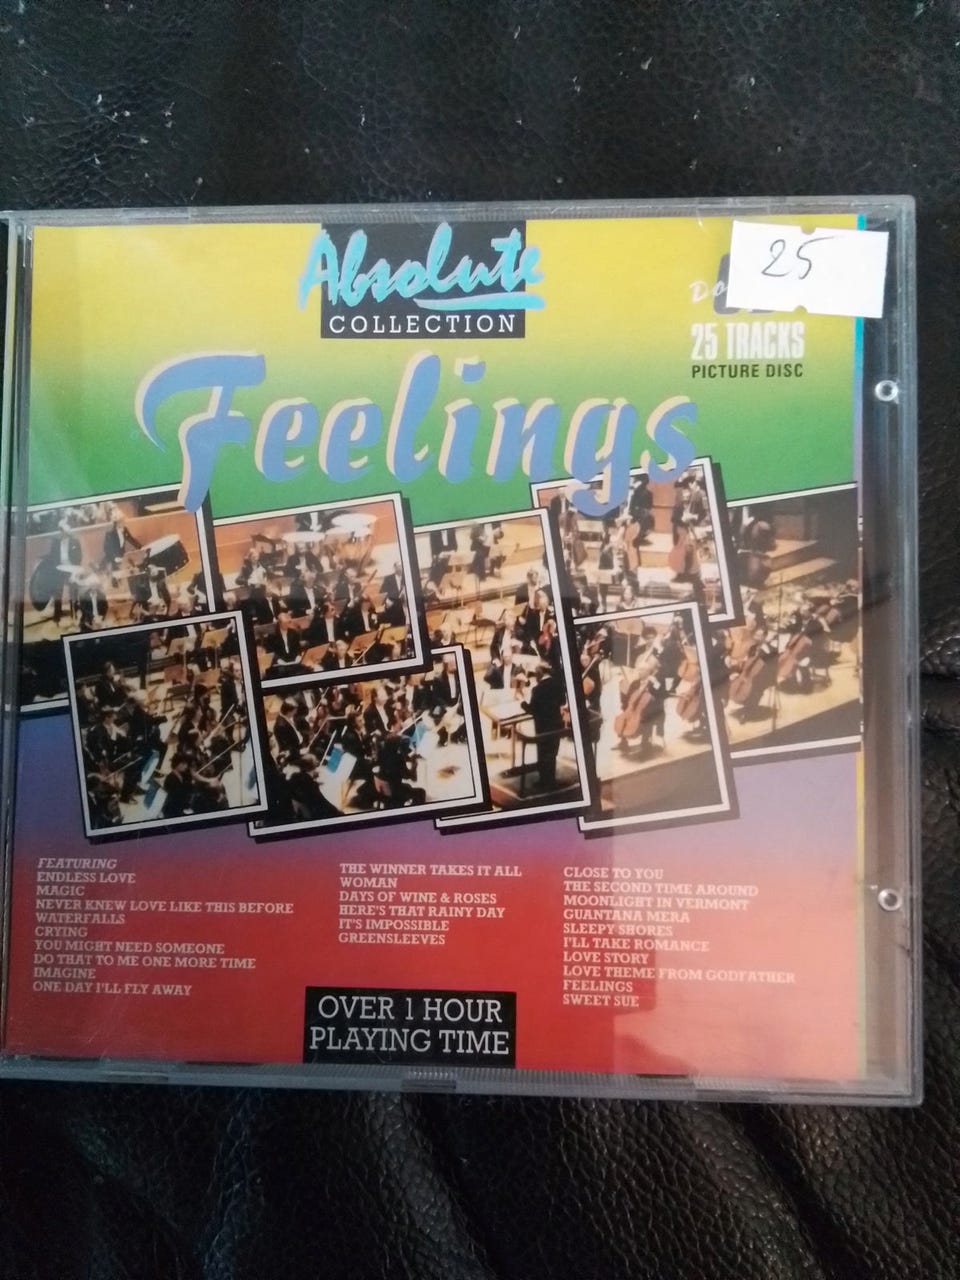 Absolute
COLLECTION
25
25 TRACKS
PICTURE DISC
Feelings
FEATURING
ENDLESS LOVE
MAGIC
NEVER KNEW LOVE LIKE THIS BEFORE
WATERFALLS
CRYING
YOU MIGHT NEED SOMEONE
DO THAT TO ME ONE MORE TIME
IMAGINE
ONE DAY I'LL FLY AWAY
THE WINNER TAKES IT ALL
WOMAN
DAYS OF WINE & ROSES
HERE'S THAT RAINY DAY
IT'S IMPOSSIBLE
GREENSLEEVES
CLOSE TO YOU
THE SECOND TIME AROUND
MOONLIGHT IN VERMONT
GUANTANA MERA
SLEEPY SHORES
I'LL TAKE ROMANCE
LOVE STORY
LOVE THEME FROM GODFATHER
FEELINGS
SWEET SUE
OVER 1 HOUR
PLAYING TIME